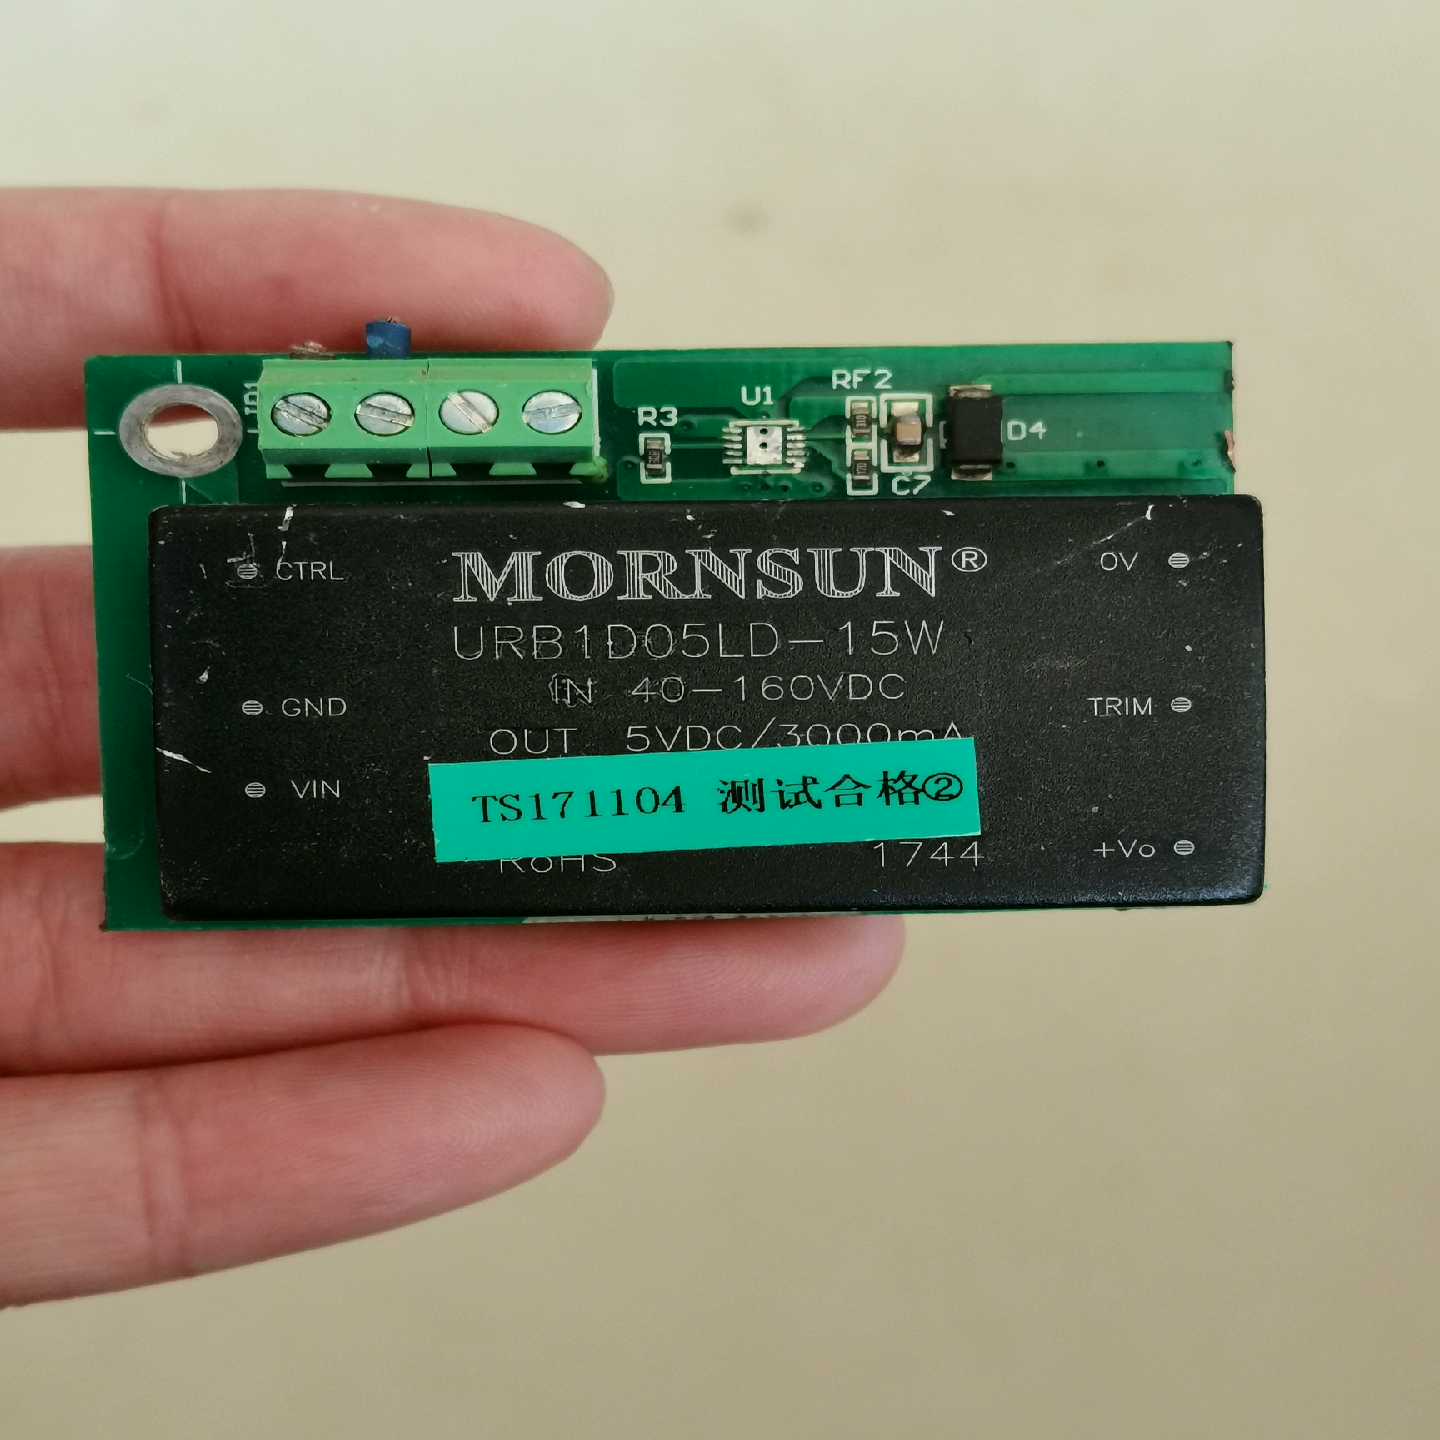 JP1
R3
U1
RF2
C7
D4
CTRL
MORNSUN®
0V
URB1D05LD-15W
IN 40-160VDC
GND
TRIM
OUT 5VDC/3000mA
VIN
TS171104 测试合格②
+Vo
RoHS 1744